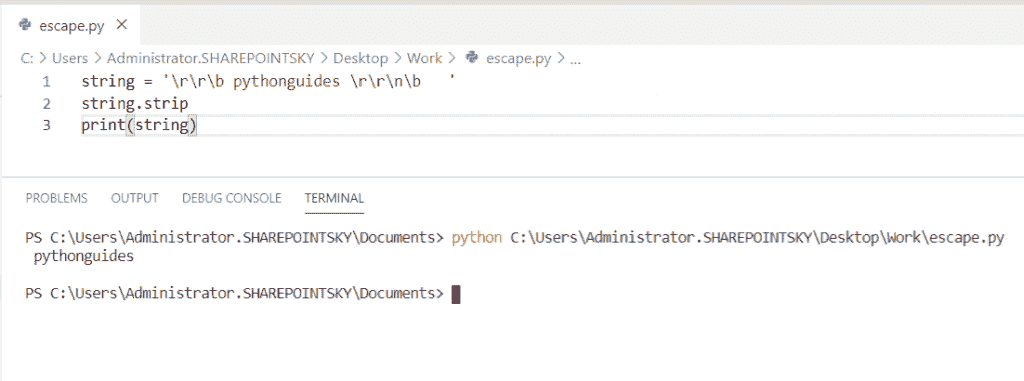 escape.py
C: > Users > Administrator.SHAREPOINTSKY > Desktop > Work > escape.py > ...
1 string = '\r\r\b pythonguides \r\r\n\b   '
2 string.strip
3 print(string)
PROBLEMS OUTPUT DEBUG CONSOLE TERMINAL
PS C:\Users\Administrator.SHAREPOINTSKY\Documents> python C:\Users\Administrator.SHAREPOINTSKY\Desktop\Work\escape.py
pythonguides
PS C:\Users\Administrator.SHAREPOINTSKY\Documents>